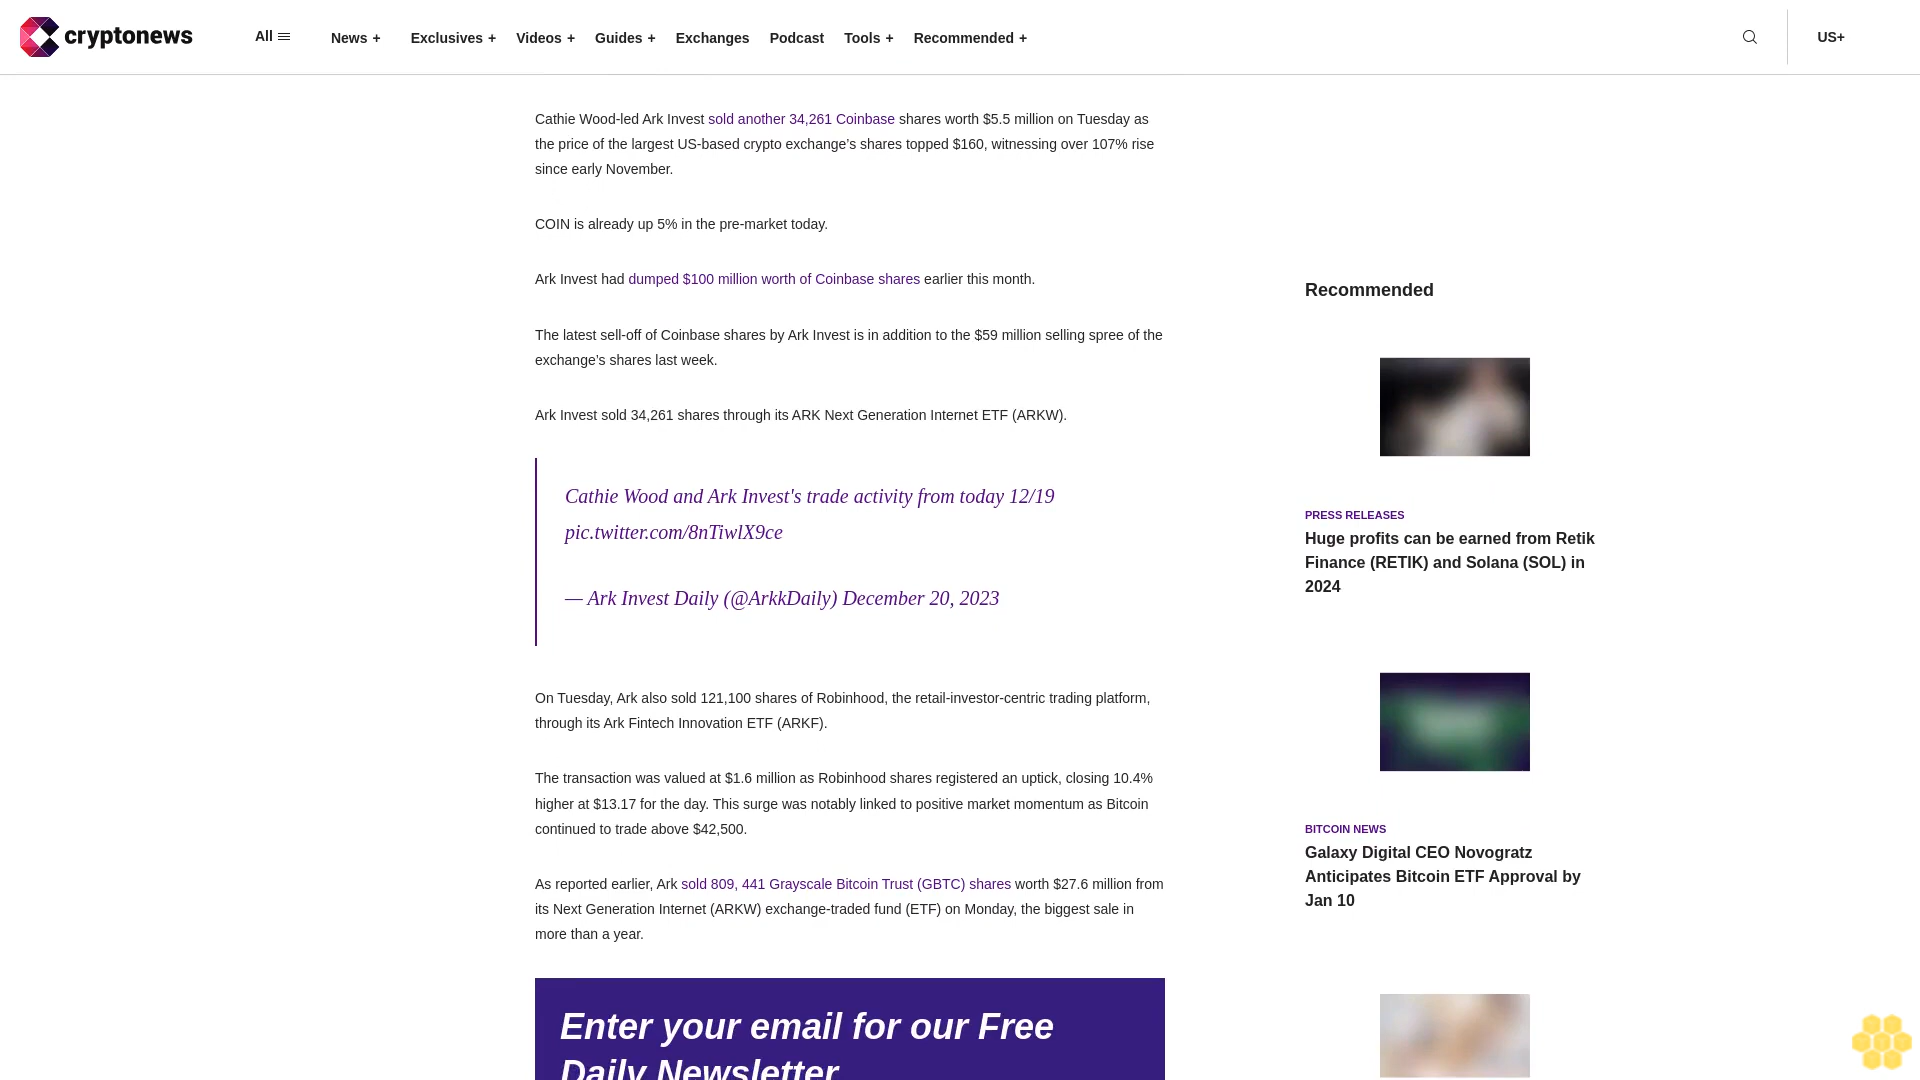 cryptonews
All
News +
Exclusives +
Videos +
Guides +
Exchanges
Podcast
Tools +
Recommended +
US+
Cathie Wood-led Ark Invest sold another 34,261 Coinbase shares worth $5.5 million on Tuesday as
the price of the largest US-based crypto exchange’s shares topped $160, witnessing over 107% rise
since early November.
COIN is already up 5% in the pre-market today.
Ark Invest had dumped $100 million worth of Coinbase shares earlier this month.
The latest sell-off of Coinbase shares by Ark Invest is in addition to the $59 million selling spree of the
exchange’s shares last week.
Ark Invest sold 34,261 shares through its ARK Next Generation Internet ETF (ARKW).
Cathie Wood and Ark Invest's trade activity from today 12/19
pic.twitter.com/8nTiwlX9ce
— Ark Invest Daily (@ArkkDaily) December 20, 2023
On Tuesday, Ark also sold 121,100 shares of Robinhood, the retail-investor-centric trading platform,
through its Ark Fintech Innovation ETF (ARKF).
The transaction was valued at $1.6 million as Robinhood shares registered an uptick, closing 10.4%
higher at $13.17 for the day. This surge was notably linked to positive market momentum as Bitcoin
continued to trade above $42,500.
As reported earlier, Ark sold 809, 441 Grayscale Bitcoin Trust (GBTC) shares worth $27.6 million from
its Next Generation Internet (ARKW) exchange-traded fund (ETF) on Monday, the biggest sale in
more than a year.
Enter your email for our Free
Daily Newsletter
Recommended
PRESS RELEASES
Huge profits can be earned from Retik
Finance (RETIK) and Solana (SOL) in
2024
BITCOIN NEWS
Galaxy Digital CEO Novogratz
Anticipates Bitcoin ETF Approval by
Jan 10